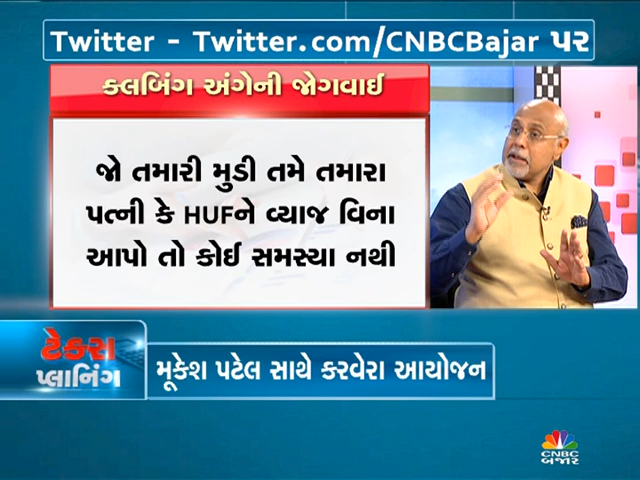 Twitter - Twitter.com/CNBCBajar પર
ક્લબિંગ અંગેની જોગવાઈ
જો તમારી મુડી તમે તમારા
પત્ની કે HUFને વ્યાજ વિના
આપો તો કોઈ સમસ્યા નથી
ટેક્સ
પ્લાનિંગ
મૂકેશ પટેલ સાથે કરવેરા આયોજન
CNBC
બજાર